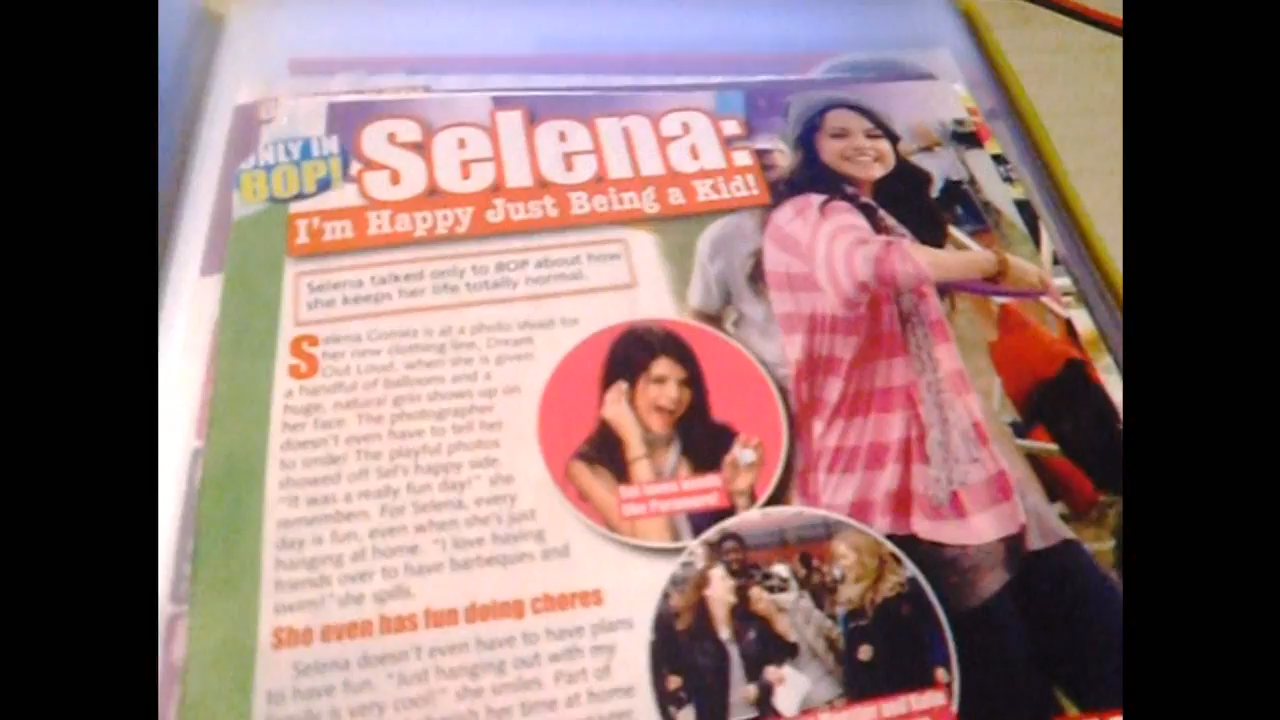 ONLY IN
BOP!
Selena:
I'm Happy Just Being a Kid!
Selena talked only to BOP about how
she keeps her life totally normal.
Selena Gomez is at a photo shoot for
her new clothing line, Dream
Out Loud, when she is given
a handful of balloons and a
huge, natural grin shows up on
her face. The photographer
doesn't even have to tell her
to smile! The playful photos
showed off Sel's happy side.
"It was a really fun day!" she
remembers. For Selena, every
day is fun, even when she's just
hanging at home. "I love having
friends over to have barbeques and
swim!" she spills.
She even has fun doing chores
Selena doesn't even have to have plans
to have fun. "Just hanging out with my
family is very cool!" she smiles. Part of
her time at home